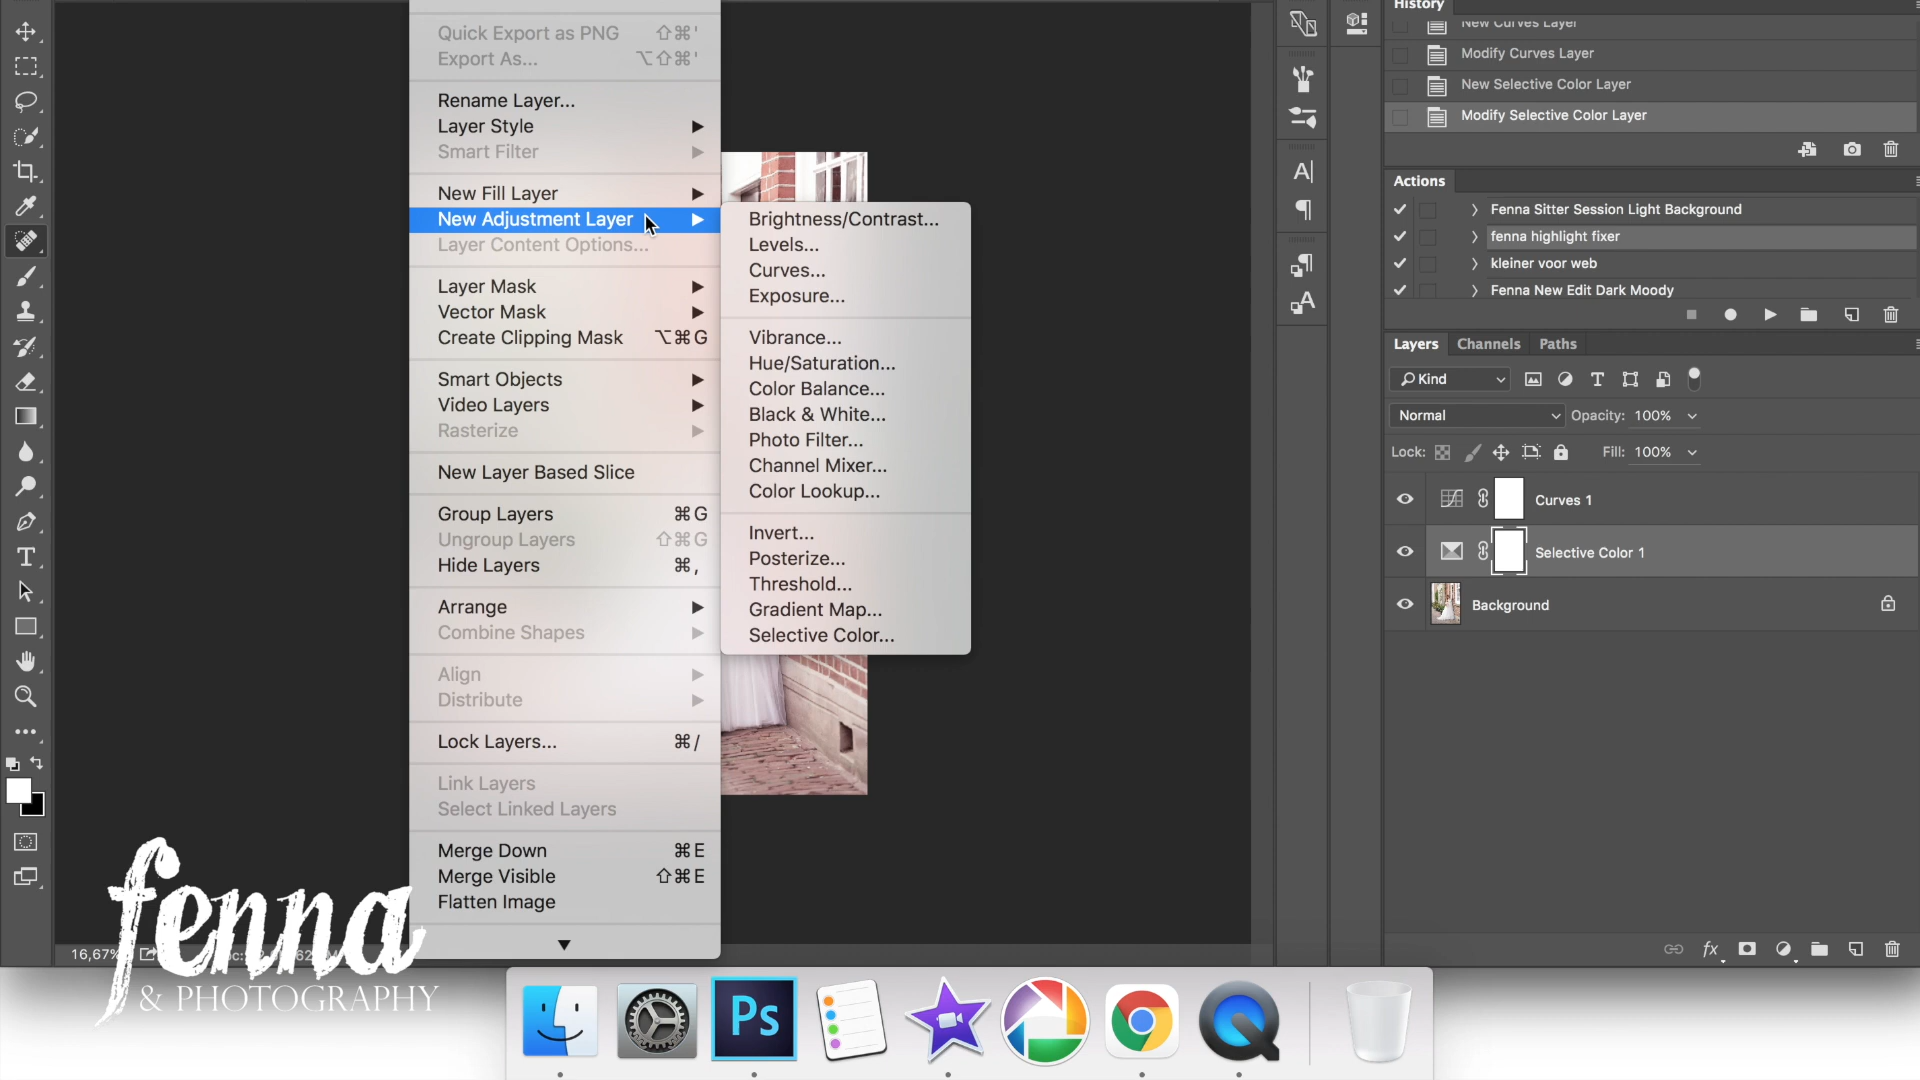 Quick Export as PNG ⇧⌘'
Export As... ⌥⇧⌘'
Rename Layer...
Layer Style
Smart Filter
New Fill Layer
New Adjustment Layer
Layer Content Options...
Layer Mask
Vector Mask
Create Clipping Mask ⌥⌘G
Smart Objects
Video Layers
Rasterize
New Layer Based Slice
Group Layers ⌘G
Ungroup Layers ⇧⌘G
Hide Layers ⌘,
Arrange
Combine Shapes
Align
Distribute
Lock Layers... ⌘/
Link Layers
Select Linked Layers
Merge Down ⌘E
Merge Visible ⇧⌘E
Flatten Image
Brightness/Contrast...
Levels...
Curves...
Exposure...
Vibrance...
Hue/Saturation...
Color Balance...
Black & White...
Photo Filter...
Channel Mixer...
Color Lookup...
Invert...
Posterize...
Threshold...
Gradient Map...
Selective Color...
History
New Curves Layer
Modify Curves Layer
New Selective Color Layer
Modify Selective Color Layer
Actions
Fenna Sitter Session Light Background
fenna highlight fixer
kleiner voor web
Fenna New Edit Dark Moody
Layers Channels Paths
Kind
Normal Opacity: 100%
Lock: Fill: 100%
Curves 1
Selective Color 1
Background
fx
16,67%
fenna
& PHOTOGRAPHY
Ps